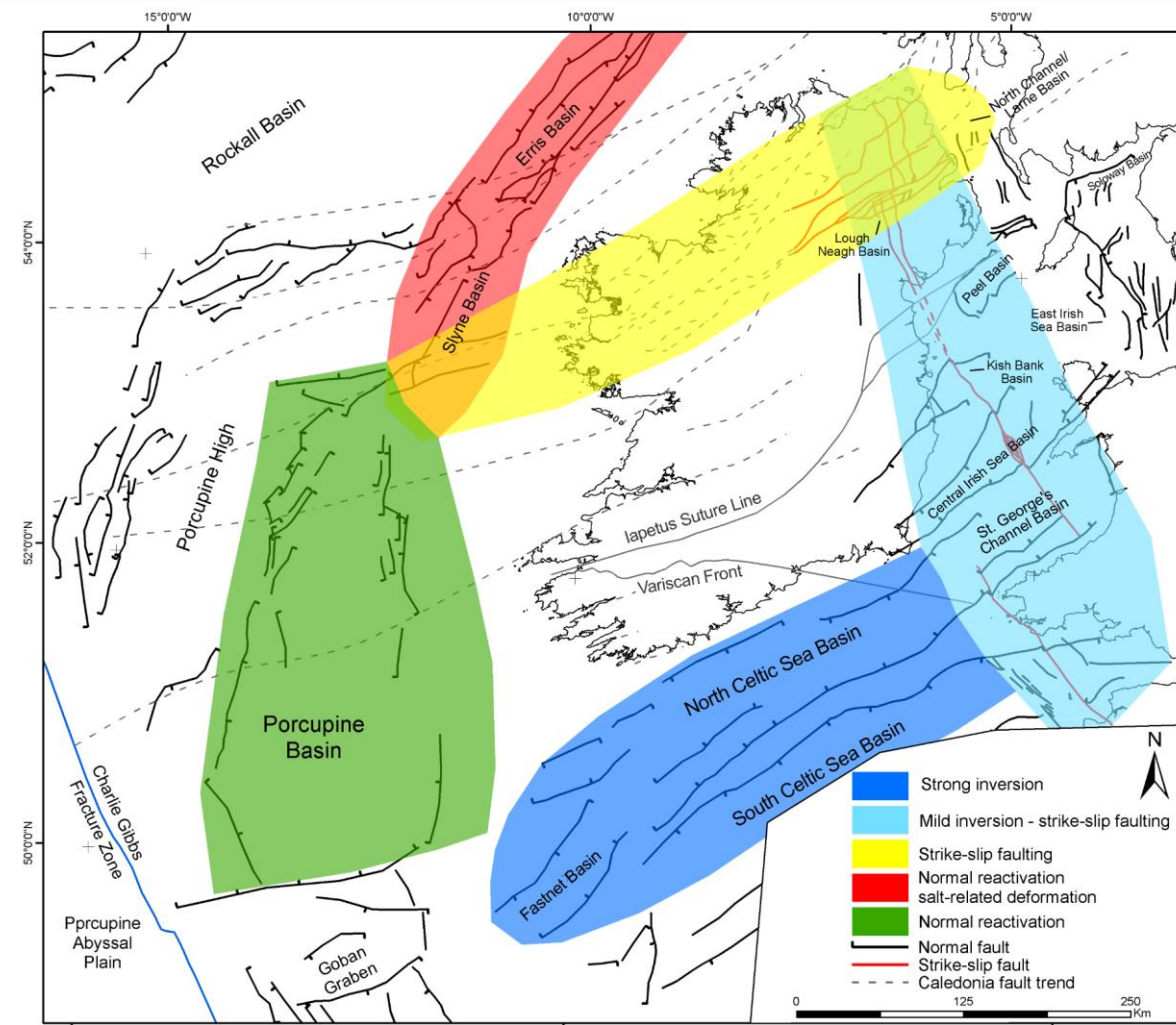 15°0'0"W
10°0'0"W
5°0'0"W
54°0'0"N
52°0'0"N
50°0'0"N
Rockall Basin
Erris Basin
North Channel/
Larne Basin
Soloway Basin
Lough
Neagh Basin
Peel Basin
East Irish
Sea Basin
Slyne Basin
Kish Bank
Basin
Porcupine High
Central Irish Sea Basin
St. George's
Channel Basin
Iapetus Suture Line
Variscan Front
North Celtic Sea Basin
South Celtic Sea Basin
Porcupine
Basin
Charlie Gibbs
Fracture Zone
Fastnet Basin
Pprcupine
Abyssal
Plain
Goban
Graben
N
Strong inversion
Mild inversion - strike-slip faulting
Strike-slip faulting
Normal reactivation
salt-related deformation
Normal reactivation
Normal fault
Strike-slip fault
Caledonia fault trend
0
125
250
Km